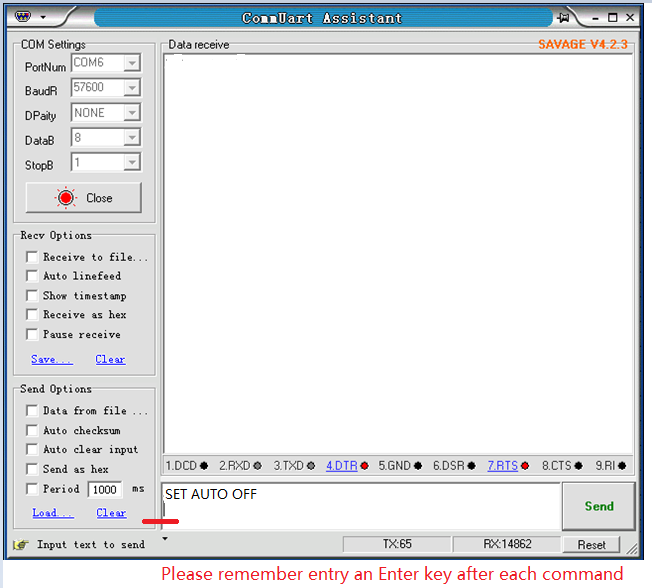 CommUart Assistant
COM Settings
PortNum COM6
BaudR 57600
DPaity NONE
DataB 8
StopB 1
Close
Recv Options
Receive to file...
Auto linefeed
Show timestamp
Receive as hex
Pause receive
Save... Clear
Send Options
Data from file ...
Auto checksum
Auto clear input
Send as hex
Period 1000 ms
Load... Clear
Data receive SAVAGE V4.2.3
1.DCD 2.RXD 3.TXD 4.DTR 5.GND 6.DSR 7.RTS 8.CTS 9.RI
SET AUTO OFF
Send
Input text to send TX:65 RX:14862 Reset
Please remember entry an Enter key after each command